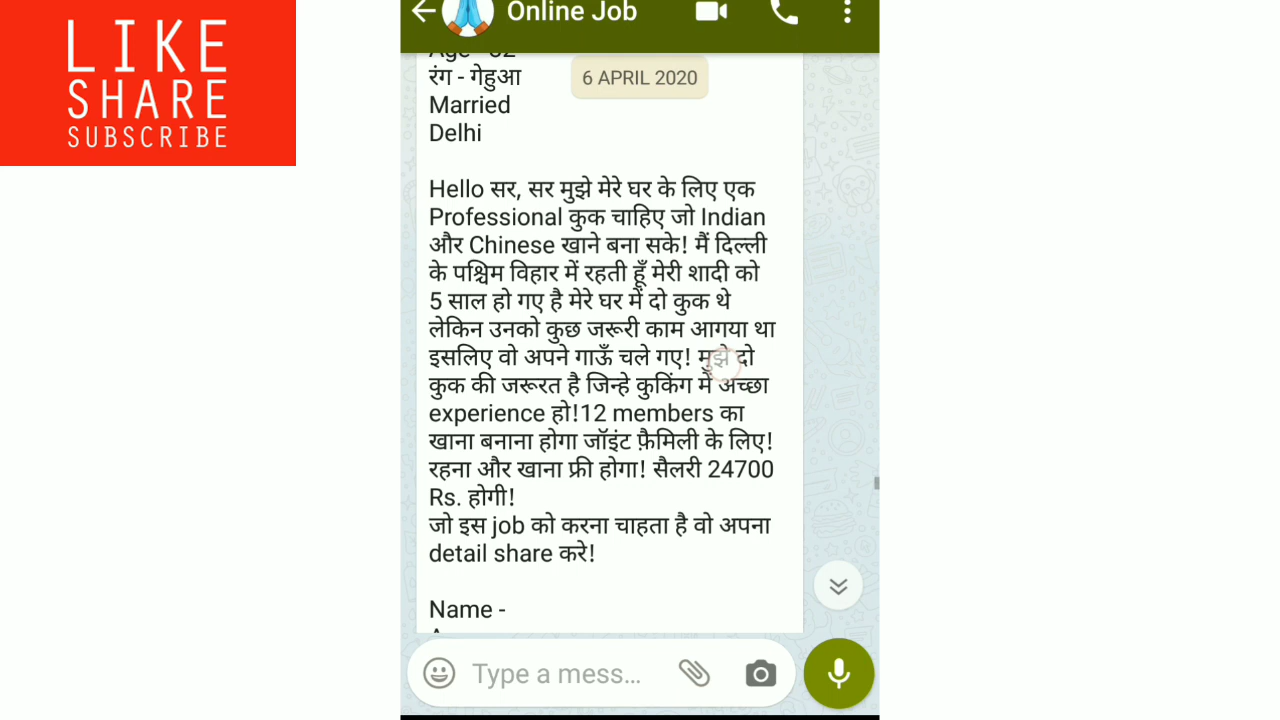 LIKE
SHARE
SUBSCRIBE
Online Job
6 APRIL 2020
रंग - गेहुआ
Married
Delhi
Hello सर, सर मुझे मेरे घर के लिए एक
Professional कुक चाहिए जो Indian
और Chinese खाने बना सके! मैं दिल्ली
के पश्चिम विहार में रहती हूँ मेरी शादी को
5 साल हो गए है मेरे घर में दो कुक थे
लेकिन उनको कुछ जरूरी काम आगया था
इसलिए वो अपने गाऊँ चले गए! मुझे दो
कुक की जरूरत है जिन्हे कुकिंग में अच्छा
experience हो!12 members का
खाना बनाना होगा जॉइंट फ़ैमिली के लिए!
रहना और खाना फ्री होगा! सैलरी 24700
Rs. होगी!
जो इस job को करना चाहता है वो अपना
detail share करे!
Name -
Type a mess...